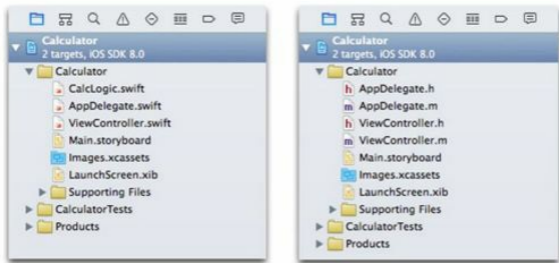 Calculator
2 targets, iOS SDK 8.0
Calculator
CalcLogic.swift
AppDelegate.swift
ViewController.swift
Main.storyboard
Images.xcassets
LaunchScreen.xib
Supporting Files
CalculatorTests
Products
Calculator
2 targets, iOS SDK 8.0
Calculator
h AppDelegate.h
m AppDelegate.m
h ViewController.h
m ViewController.m
Main.storyboard
Images.xcassets
LaunchScreen.xib
Supporting Files
CalculatorTests
Products